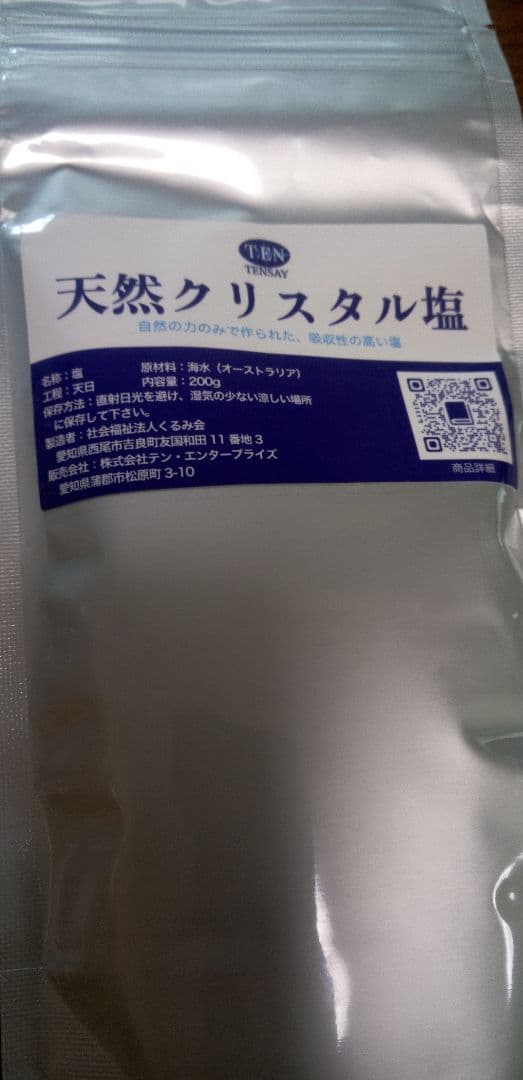 TEN
TENSAY
天然クリスタル塩
自然の力のみで作られた、吸収性の高い塩
名称：塩　原材料：海水（オーストラリア）
工程：天日　内容量：200g
保存方法：直射日光を避け、湿気の少ない涼しい場所
に保存して下さい。
製造者：社会福祉法人くるみ会
愛知県西尾市吉良町友国和田 11 番地 3
販売会社：株式会社テン・エンタープライズ
愛知県蒲郡市松原町 3-10
商品詳細